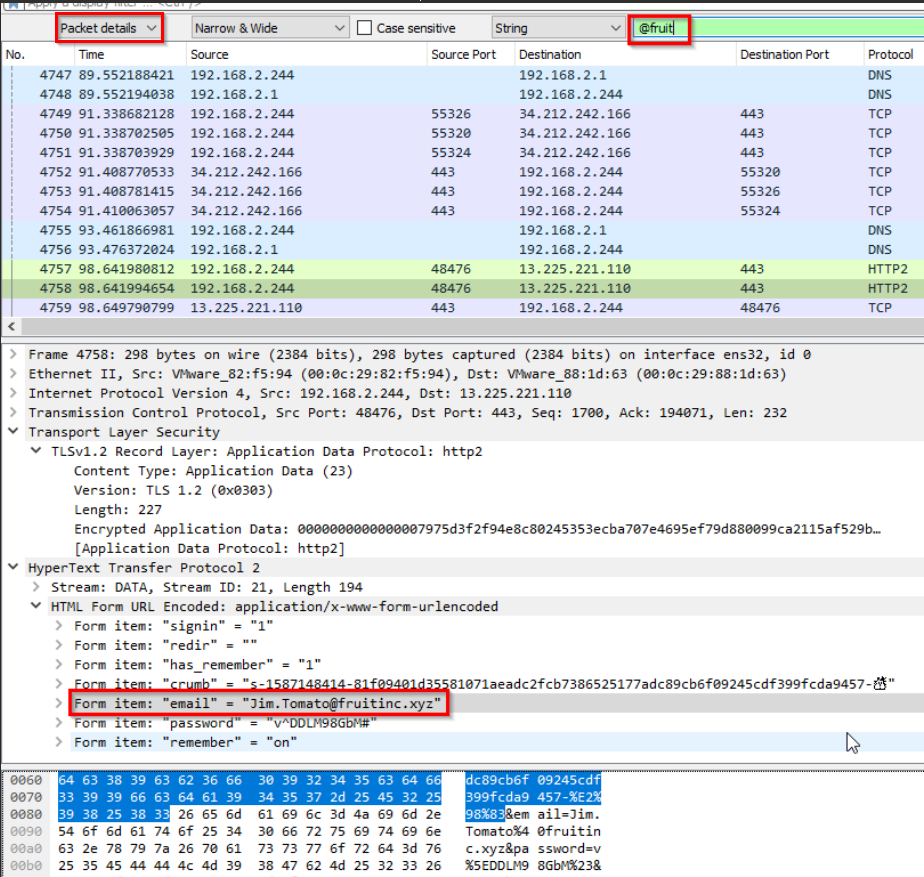 Apply a display filter ... <Ctrl-/>
Packet details Narrow & Wide Case sensitive String @fruit
No. Time Source Source Port Destination Destination Port Protocol
4747 89.552188421 192.168.2.244 192.168.2.1 DNS
4748 89.552194038 192.168.2.1 192.168.2.244 DNS
4749 91.338682128 192.168.2.244 55326 34.212.242.166 443 TCP
4750 91.338702505 192.168.2.244 55320 34.212.242.166 443 TCP
4751 91.338703929 192.168.2.244 55324 34.212.242.166 443 TCP
4752 91.408770533 34.212.242.166 443 192.168.2.244 55320 TCP
4753 91.408781415 34.212.242.166 443 192.168.2.244 55326 TCP
4754 91.410063057 34.212.242.166 443 192.168.2.244 55324 TCP
4755 93.461866981 192.168.2.244 192.168.2.1 DNS
4756 93.476372024 192.168.2.1 192.168.2.244 DNS
4757 98.641980812 192.168.2.244 48476 13.225.221.110 443 HTTP2
4758 98.641994654 192.168.2.244 48476 13.225.221.110 443 HTTP2
4759 98.649790799 13.225.221.110 443 192.168.2.244 48476 TCP
Frame 4758: 298 bytes on wire (2384 bits), 298 bytes captured (2384 bits) on interface ens32, id 0
Ethernet II, Src: VMware_82:f5:94 (00:0c:29:82:f5:94), Dst: VMware_88:1d:63 (00:0c:29:88:1d:63)
Internet Protocol Version 4, Src: 192.168.2.244, Dst: 13.225.221.110
Transmission Control Protocol, Src Port: 48476, Dst Port: 443, Seq: 1700, Ack: 194071, Len: 232
Transport Layer Security
TLSv1.2 Record Layer: Application Data Protocol: http2
Content Type: Application Data (23)
Version: TLS 1.2 (0x0303)
Length: 227
Encrypted Application Data: 0000000000000007975d3f2f94e8c80245353ecba707e4695ef79d880099ca2115af529b…
[Application Data Protocol: http2]
HyperText Transfer Protocol 2
Stream: DATA, Stream ID: 21, Length 194
HTML Form URL Encoded: application/x-www-form-urlencoded
Form item: "signin" = "1"
Form item: "redir" = ""
Form item: "has_remember" = "1"
Form item: "crumb" = "s-1587148414-81f09401d35581071aeadc2fcb7386525177adc89cb6f09245cdf399fcda9457-☃"
Form item: "email" = "Jim.Tomato@fruitinc.xyz"
Form item: "password" = "v^DDLM98GbM#"
Form item: "remember" = "on"
0060 64 63 38 39 63 62 36 66 30 39 32 34 35 63 64 66 dc89cb6f 09245cdf
0070 33 39 39 66 63 64 61 39 34 35 37 2d 25 45 32 25 399fcda9 457-%E2%
0080 39 38 25 38 33 26 65 6d 61 69 6c 3d 4a 69 6d 2e 98%83&em ail=Jim.
0090 54 6f 6d 61 74 6f 25 34 30 66 72 75 69 74 69 6e Tomato%4 0fruitin
00a0 63 2e 78 79 7a 26 70 61 73 73 77 6f 72 64 3d 76 c.xyz&pa ssword=v
00b0 25 35 45 44 44 4c 4d 39 38 47 62 4d 25 32 33 26 %5EDDLM9 8GbM%23&